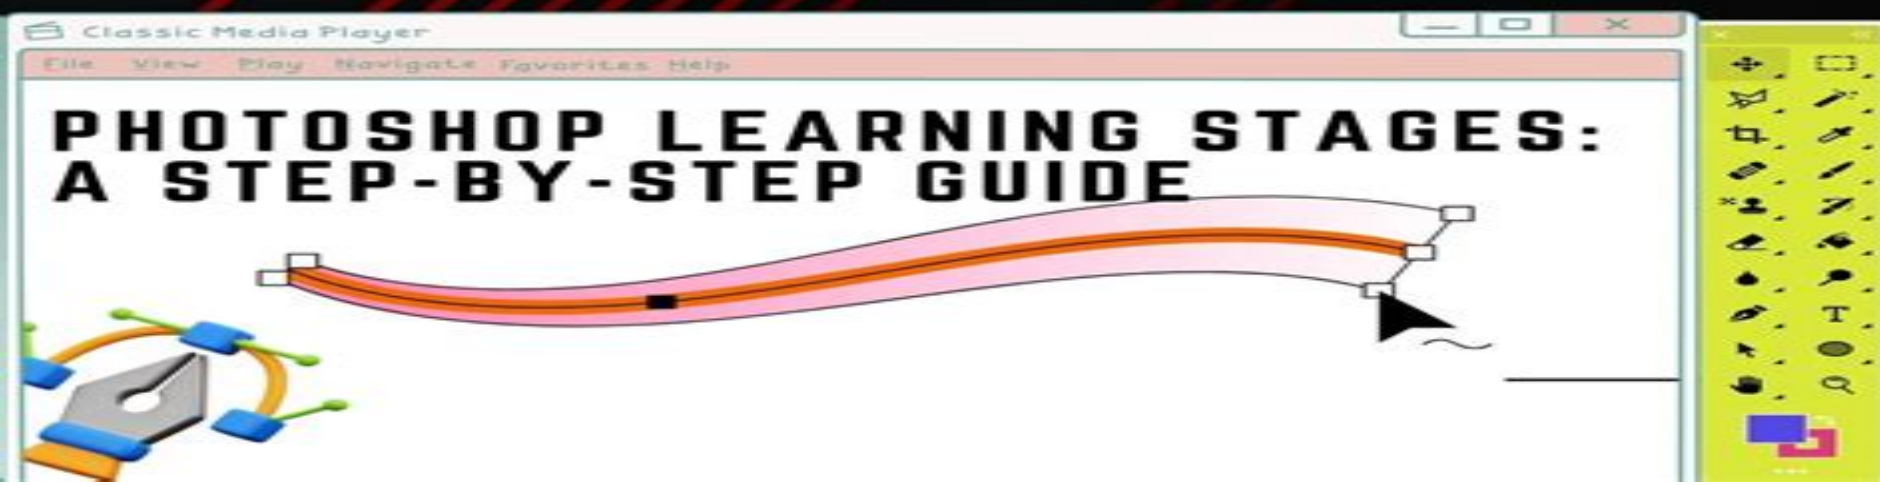 Classic Media Player
File View Play Navigate Favorites Help
PHOTOSHOP LEARNING STAGES:
A STEP-BY-STEP GUIDE
T